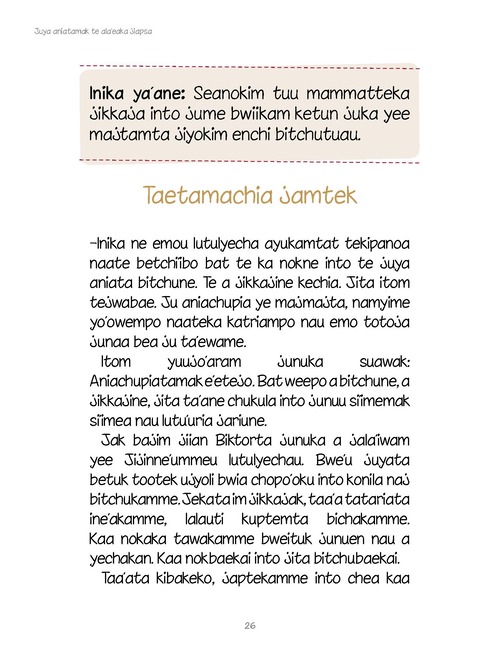 Juya aniatamak te ala´eaka jiapsa
Inika ya´ane: Seanokim tuu mammatteka
jikkaja into jume bwiikam ketun juka yee
majtamta jiyokim enchi bitchutuau.
Taetamachia jamtek
–Inika ne emou lutulyecha ayukamtat tekipanoa
naate betchiibo bat te ka nokne into te juya
aniata bitchune. Te a jikkajine kechia. Jita itom
tejwabae. Ju aniachupia ye majmajta, namyime
yo´owempo naateka katriampo nau emo totoja
junaa bea ju ta´ewame.
Itom yuujo´aram junuka suawak:
Aniachupiatamak e´etejo. Bat weepo a bitchune, a
jikkajine, jita ta´ane chukula into junuu siimemak
siimea nau lutu´uria jariune.
Jak bajim jiian Biktorta junuka a jala´iwam
yee Jijinne´ummeu lutulyechau. Bwe´u juyata
betuk tootek ujyoli bwia chopo´oku into konila naj
bitchukamme. Jekata im jikkajak, taa´a tatariata
ine´akamme, lalauti kuptemta bichakamme.
Kaa nokaka tawakamme bweituk junuen nau a
yechakan. Kaa nokbaekai into jita bitchubaekai.
Taa´ata kibakeko, japtekamme into chea kaa
26